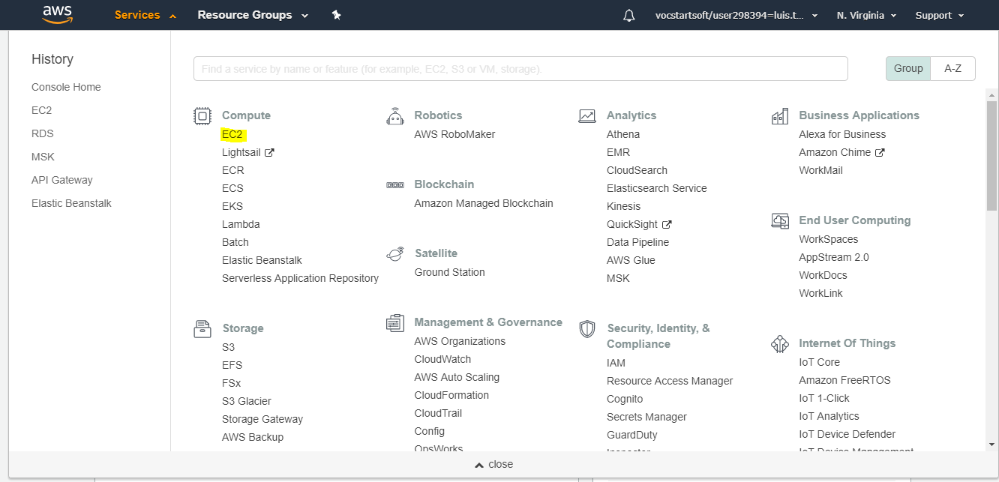 aws Services Resource Groups vocstartsoft/user298394=luis.t... N. Virginia Support
History
Console Home
EC2
RDS
MSK
API Gateway
Elastic Beanstalk
Find a service by name or feature (for example, EC2, S3 or VM, storage).
Group A-Z
Compute
EC2
Lightsail
ECR
ECS
EKS
Lambda
Batch
Elastic Beanstalk
Serverless Application Repository
Storage
S3
EFS
FSx
S3 Glacier
Storage Gateway
AWS Backup
Robotics
AWS RoboMaker
Blockchain
Amazon Managed Blockchain
Satellite
Ground Station
Management & Governance
AWS Organizations
CloudWatch
AWS Auto Scaling
CloudFormation
CloudTrail
Config
OpsWorks
Analytics
Athena
EMR
CloudSearch
Elasticsearch Service
Kinesis
QuickSight
Data Pipeline
AWS Glue
MSK
Security, Identity, &
Compliance
IAM
Resource Access Manager
Cognito
Secrets Manager
GuardDuty
Inspector
Business Applications
Alexa for Business
Amazon Chime
WorkMail
End User Computing
WorkSpaces
AppStream 2.0
WorkDocs
WorkLink
Internet Of Things
IoT Core
Amazon FreeRTOS
IoT 1-Click
IoT Analytics
IoT Device Defender
IoT Device Management
close